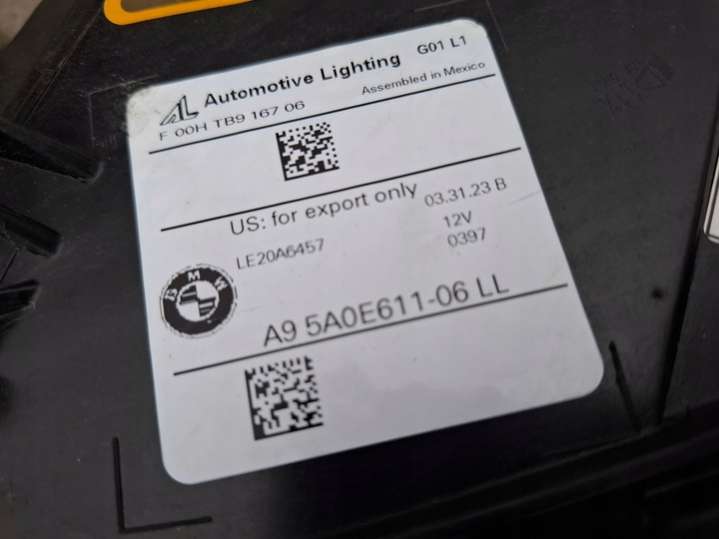 AL Automotive Lighting G01 L1
F 00H TB9 167 06 Assembled in Mexico
US: for export only 03.31.23 B
LE20A6457 12V
0397
BMW
A9 5A0E611-06 LL